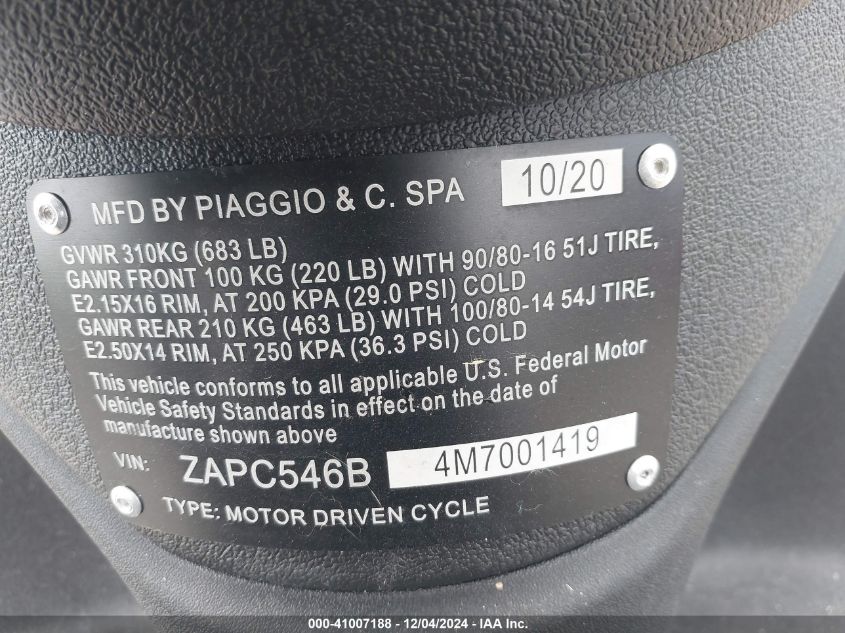 MFD BY PIAGGIO & C. SPA 10/20
GVWR 310KG (683 LB)
GAWR FRONT 100 KG (220 LB) WITH 90/80-16 51J TIRE,
E2.15X16 RIM, AT 200 KPA (29.0 PSI) COLD
GAWR REAR 210 KG (463 LB) WITH 100/80-14 54J TIRE,
E2.50X14 RIM, AT 250 KPA (36.3 PSI) COLD
This vehicle conforms to all applicable U.S. Federal Motor
Vehicle Safety Standards in effect on the date of
manufacture shown above
VIN: ZAPC546B 4M7001419
TYPE: MOTOR DRIVEN CYCLE
000-41007188 - 12/04/2024 - IAA Inc.